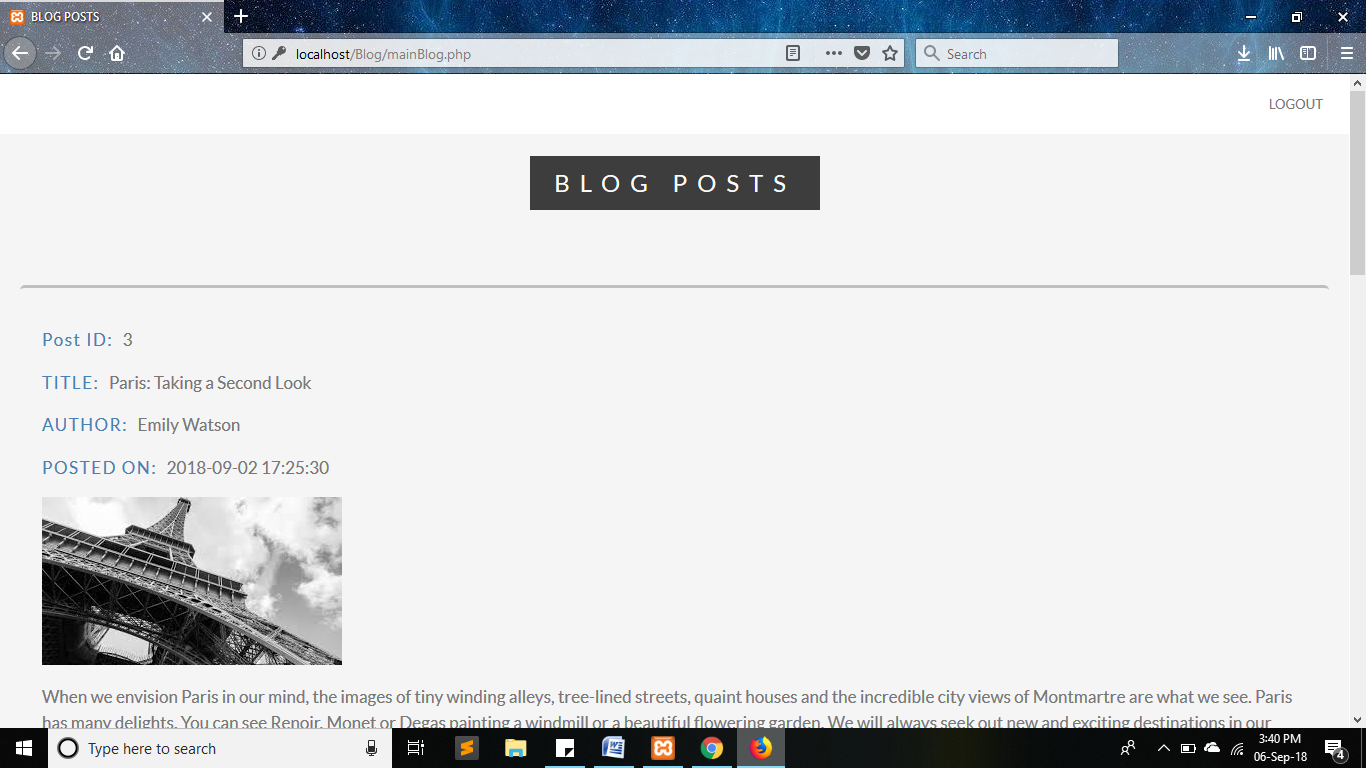 BLOG POSTS
localhost/Blog/mainBlog.php
Search
LOGOUT
BLOG POSTS
Post ID: 3
TITLE: Paris: Taking a Second Look
AUTHOR: Emily Watson
POSTED ON: 2018-09-02 17:25:30
When we envision Paris in our mind, the images of tiny winding alleys, tree-lined streets, quaint houses and the incredible city views of Montmartre are what we see. Paris
has many delights. You can see Renoir, Monet or Degas painting a windmill or a beautiful flowering garden. We will always seek out new and exciting destinations in our
Type here to search
3:40 PM
06-Sep-18
4